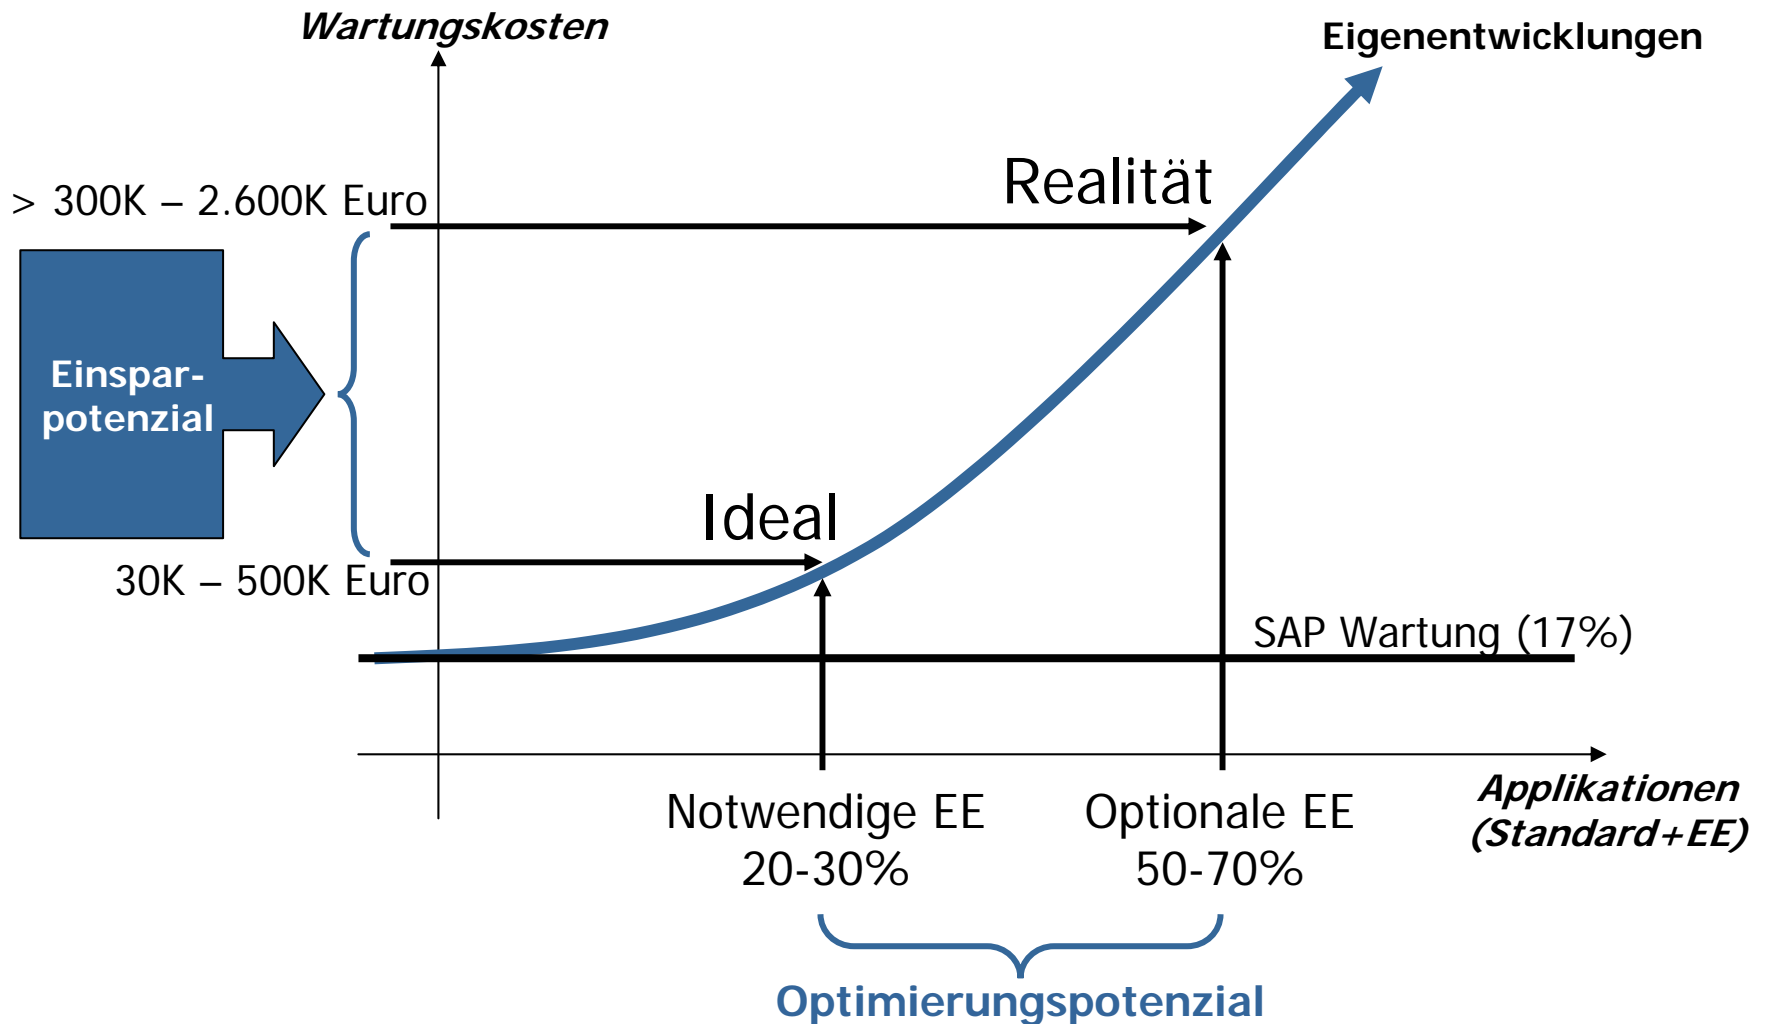 Wartungskosten
Eigenentwicklungen
Realität
> 300K – 2.600K Euro
Einspar-
potenzial
Ideal
30K – 500K Euro
SAP Wartung (17%)
Notwendige EE
20-30%
Optionale EE
50-70%
Applikationen
(Standard+EE)
Optimierungspotenzial